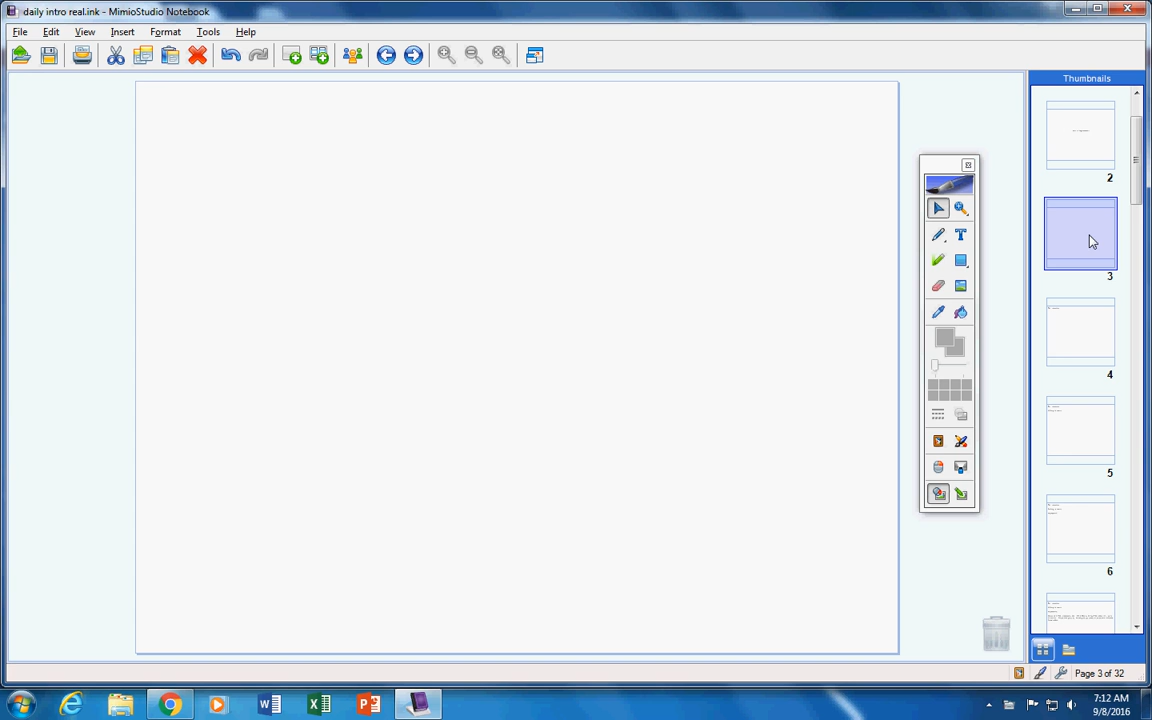 daily intro real.ink - MimioStudio Notebook
File Edit View Insert Format Tools Help
Thumbnails
2
3
4
5
6
T
Page 3 of 32
7:12 AM
9/8/2016